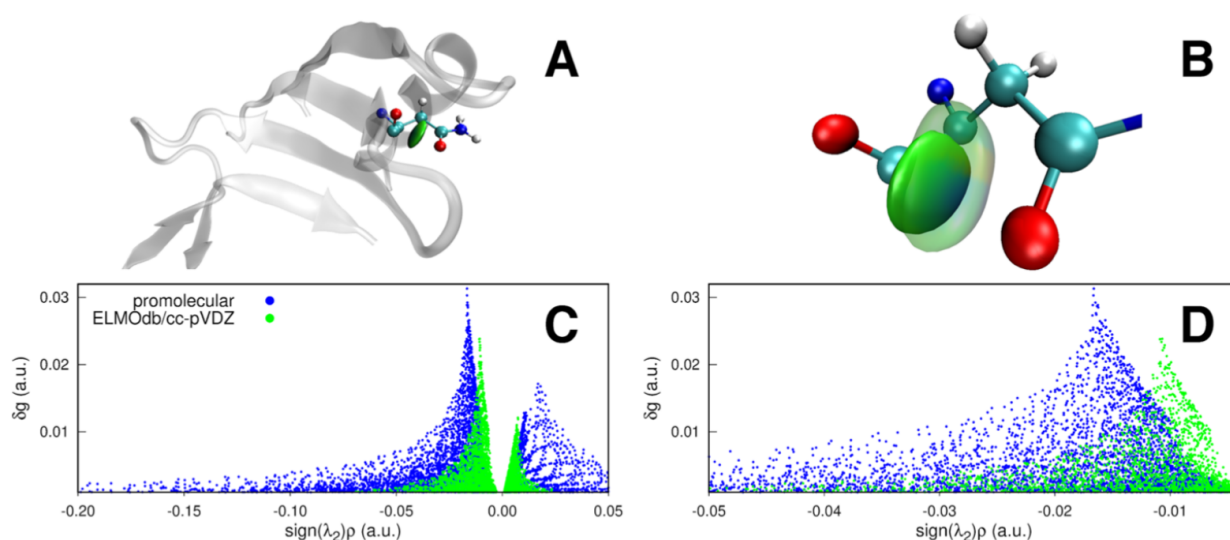 A
B
C
0.03
0.02
0.01
δg (a.u.)
promolecular
ELMOdb/cc-pVDZ
-0.20
-0.15
-0.10
-0.05
0.00
0.05
sign(λ₂)ρ (a.u.)
D
0.03
0.02
0.01
δg (a.u.)
-0.05
-0.04
-0.03
-0.02
-0.01
sign(λ₂)ρ (a.u.)